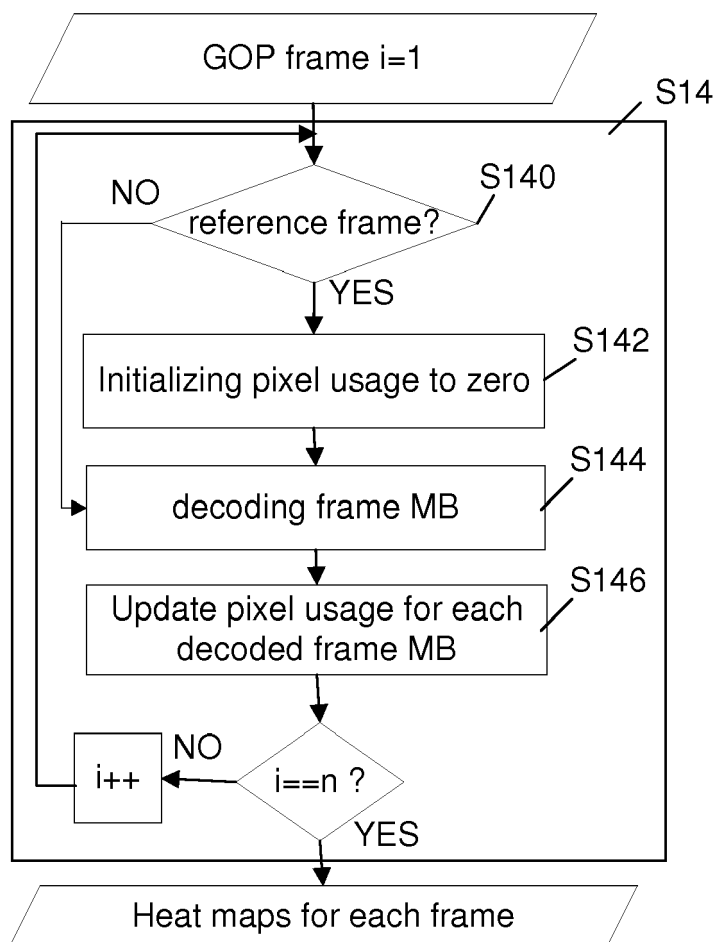 GOP frame i=1
S14
NO
S140
reference frame?
YES
S142
Initializing pixel usage to zero
S144
decoding frame MB
S146
Update pixel usage for each
decoded frame MB
NO
i++
i==n ?
YES
Heat maps for each frame